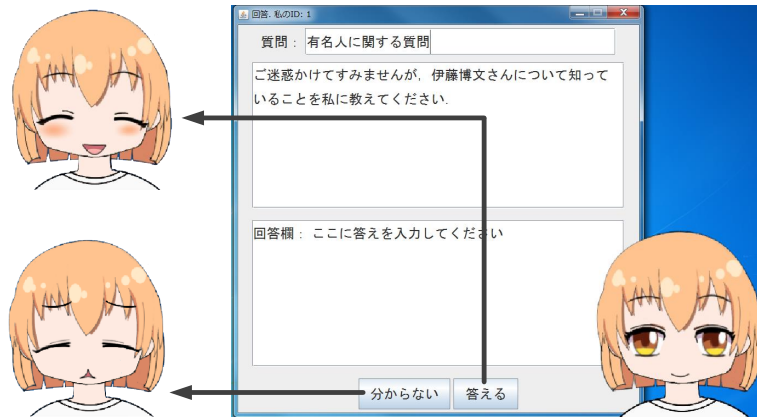 回答. 私のID: 1
質問： 有名人に関する質問
ご迷惑かけてすみませんが，伊藤博文さんについて知って
いることを私に教えてください.
回答欄： ここに答えを入力してください
分からない 答える